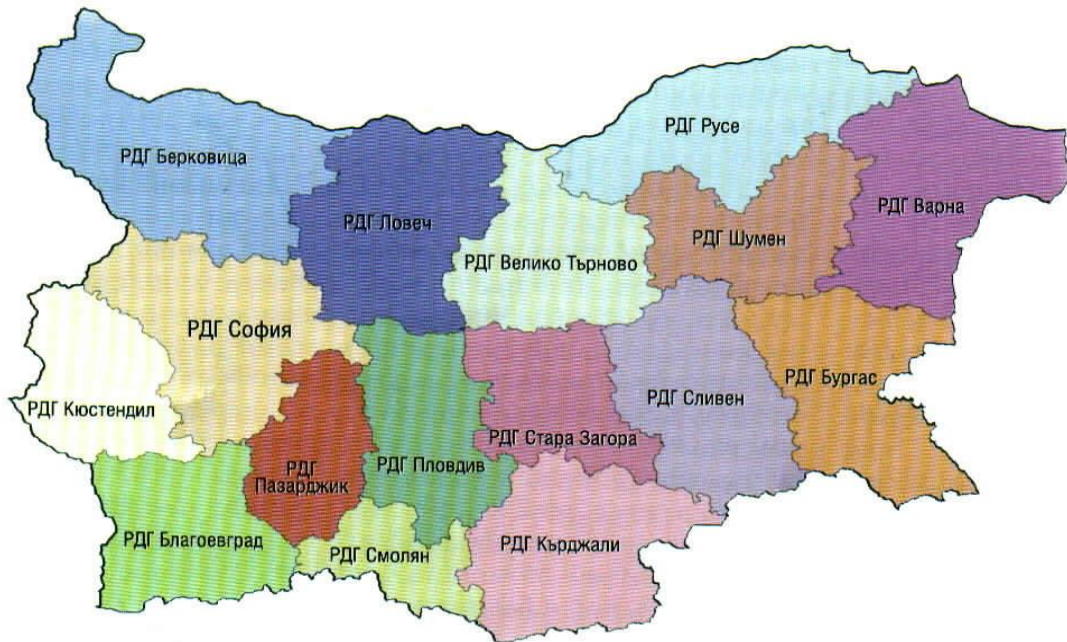 РДГ Русе
РДГ Берковица
РДГ Варна
РДГ Ловеч
РДГ Шумен
РДГ Велико Търново
РДГ София
РДГ Бургас
РДГ Сливен
РДГ Кюстендил
РДГ Стара Загора
РДГ Пловдив
РДГ
Пазарджик
РДГ Благоевград
РДГ Смолян
РДГ Кърджали